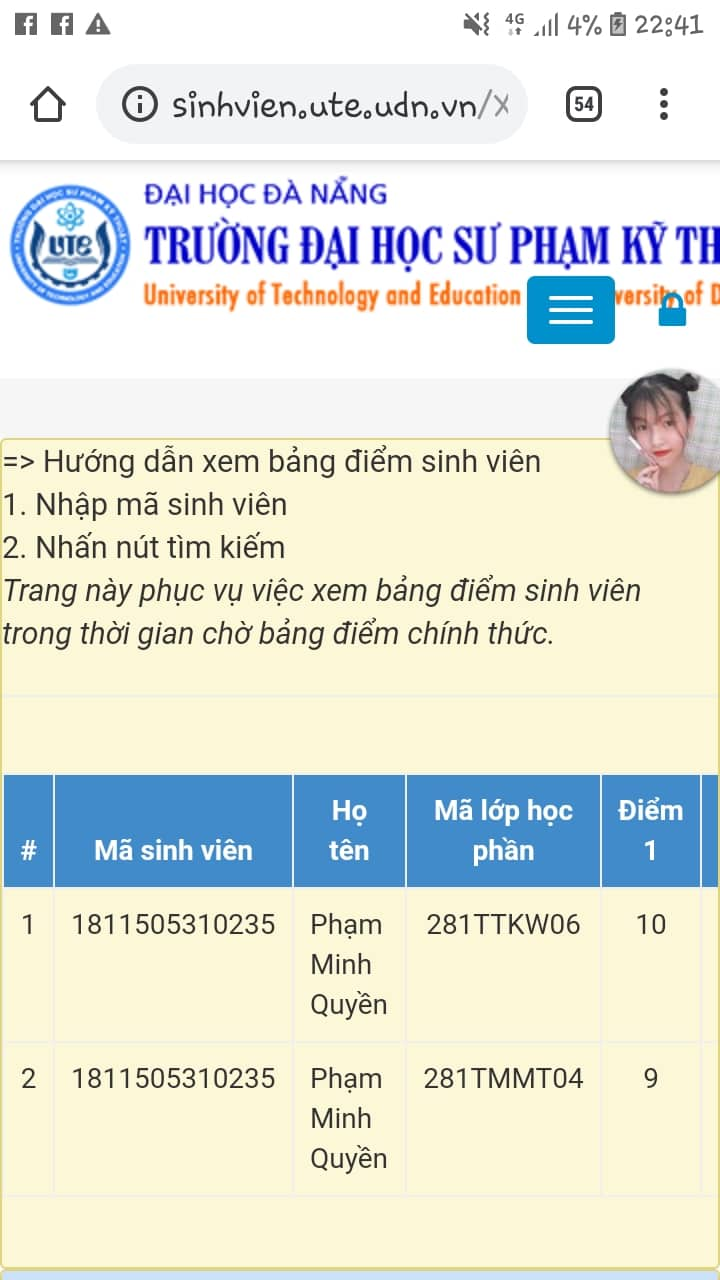 4G 4% 22:41
sinhvien.ute.udn.vn/x
54
ĐẠI HỌC ĐÀ NẴNG
TRƯỜNG ĐẠI HỌC SƯ PHẠM KỸ TH
UTE
University of Technology and Education versity of D
=> Hướng dẫn xem bảng điểm sinh viên
1. Nhập mã sinh viên
2. Nhấn nút tìm kiếm
Trang này phục vụ việc xem bảng điểm sinh viên
trong thời gian chờ bảng điểm chính thức.
# Mã sinh viên Họ tên Mã lớp học phần Điểm 1
1 1811505310235 Phạm Minh Quyền 281TTKW06 10
2 1811505310235 Phạm Minh Quyền 281TMMT04 9